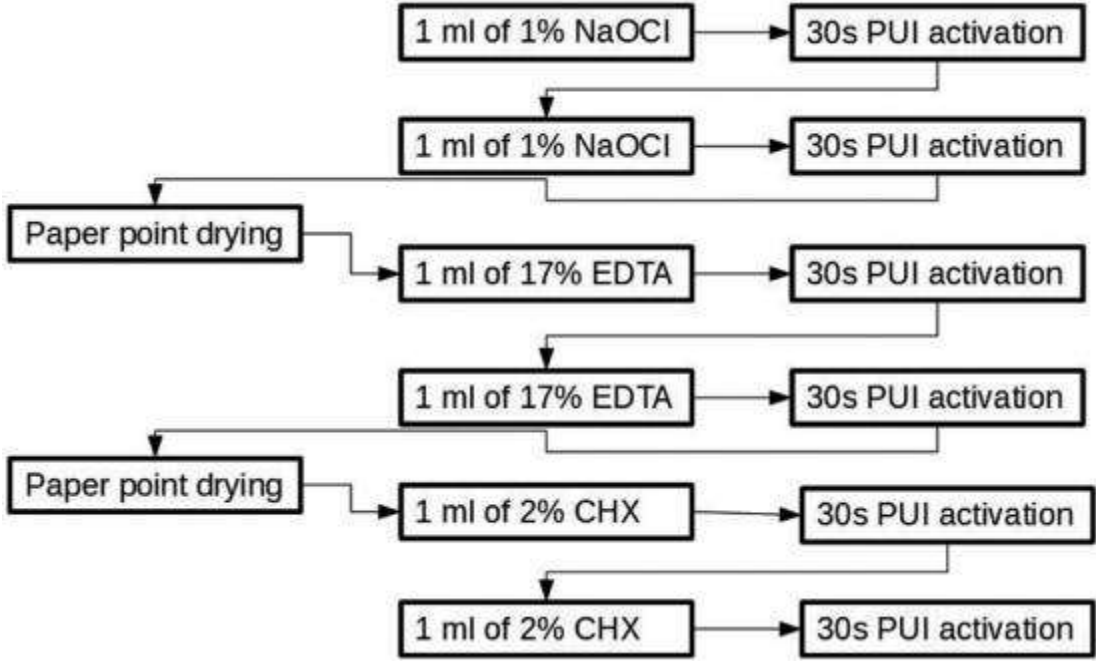 1 ml of 1% NaOCl
30s PUI activation
1 ml of 1% NaOCl
30s PUI activation
Paper point drying
1 ml of 17% EDTA
30s PUI activation
1 ml of 17% EDTA
30s PUI activation
Paper point drying
1 ml of 2% CHX
30s PUI activation
1 ml of 2% CHX
30s PUI activation